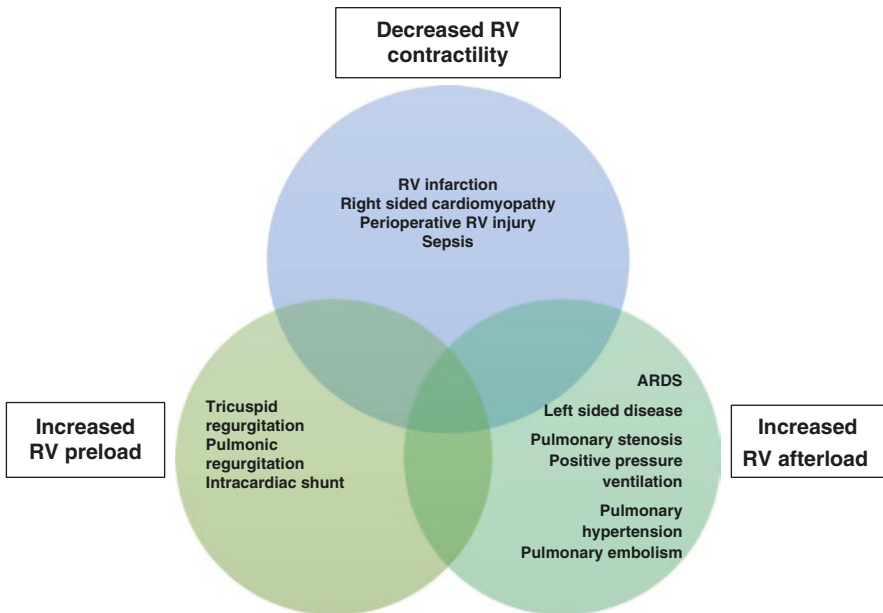 Decreased RV
contractility
RV infarction
Right sided cardiomyopathy
Perioperative RV injury
Sepsis
Increased
RV preload
Tricuspid
regurgitation
Pulmonic
regurgitation
Intracardiac shunt
ARDS
Left sided disease
Pulmonary stenosis
Positive pressure
ventilation
Pulmonary
hypertension
Pulmonary embolism
Increased
RV afterload